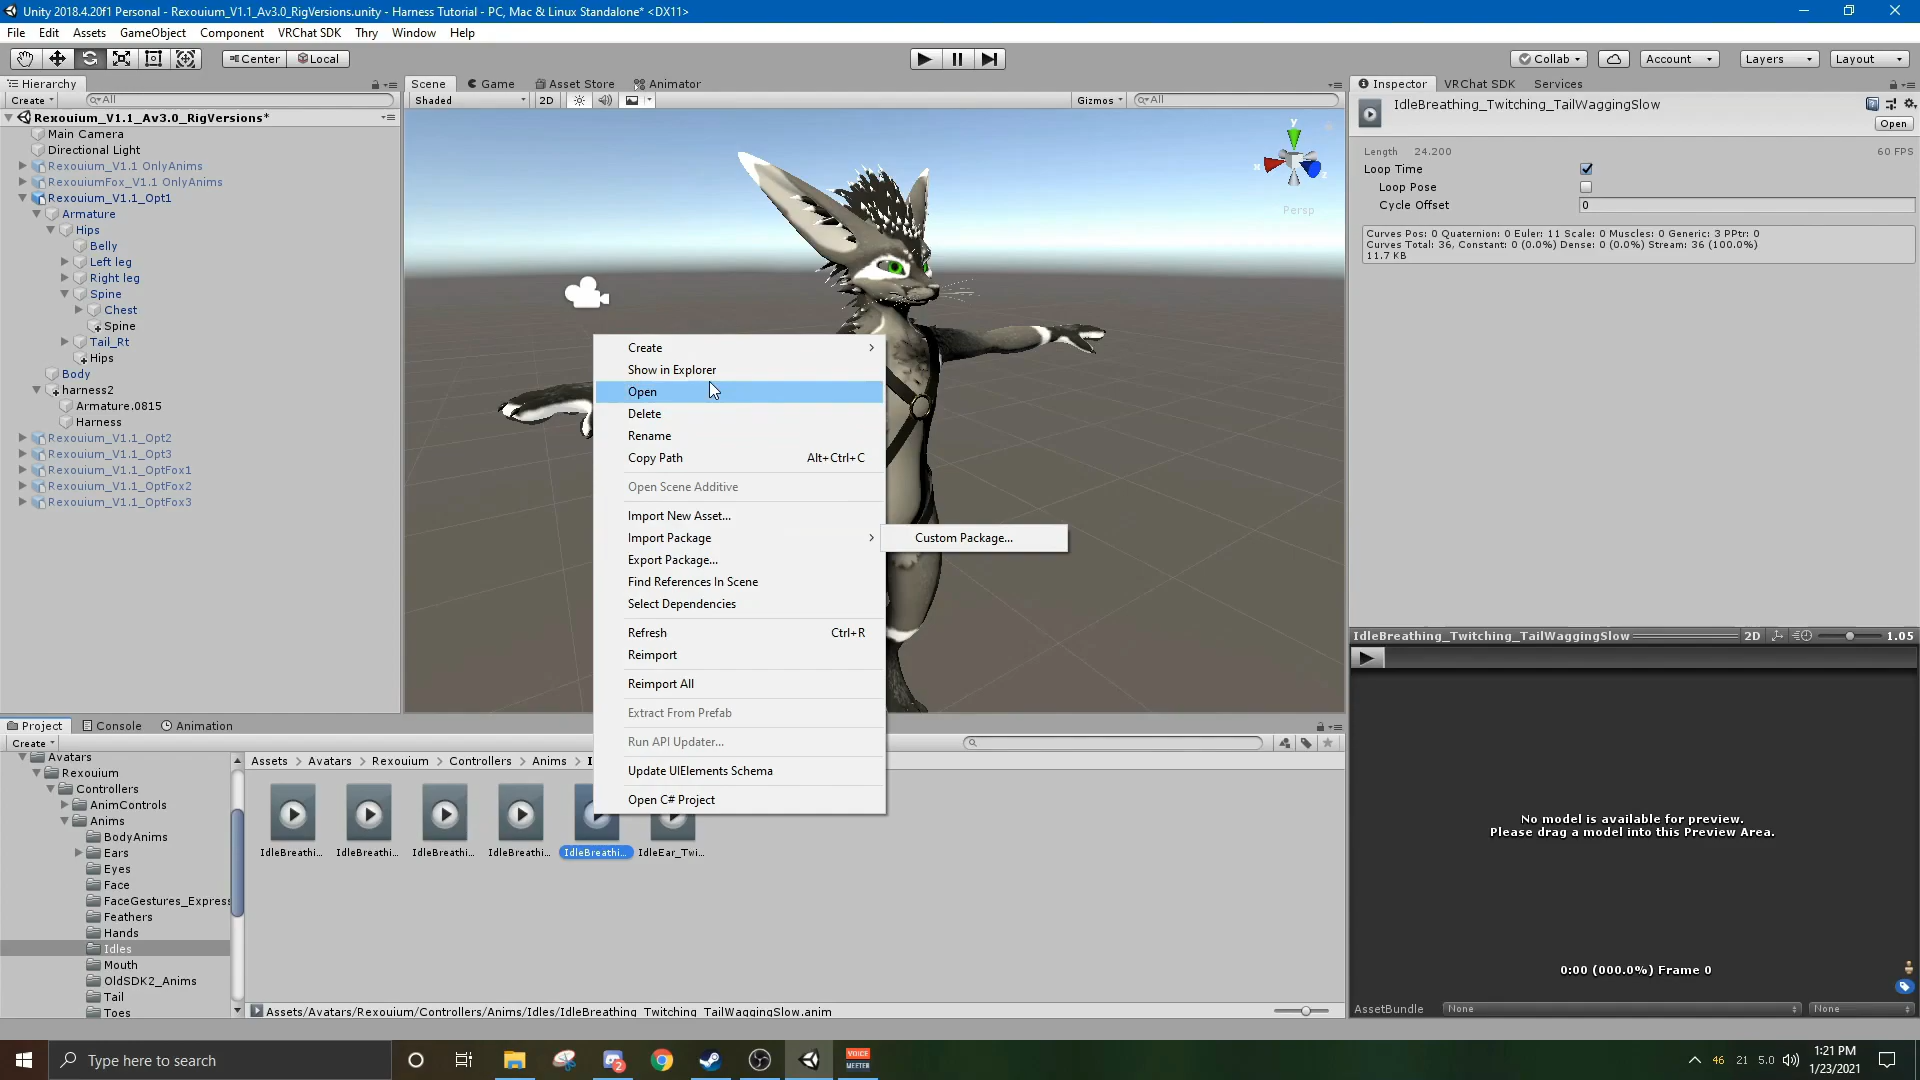 Unity 2018.4.20f1 Personal - Rexouium_V1.1_Av3.0_RigVersions.unity - Harness Tutorial - PC, Mac & Linux Standalone* <DX11>
File Edit Assets GameObject Component VRChat SDK Thry Window Help
Center Local Collab Account Layers Layout
Hierarchy
Create All
Rexouium_V1.1_Av3.0_RigVersions*
Main Camera
Directional Light
Rexouium_V1.1 OnlyAnims
RexouiumFox_V1.1 OnlyAnims
Rexouium_V1.1_Opt1
Armature
Hips
Belly
Left leg
Right leg
Spine
Chest
Spine
Tail_Rt
Hips
Body
harness2
Armature.0815
Harness
Rexouium_V1.1_Opt2
Rexouium_V1.1_Opt3
Rexouium_V1.1_OptFox1
Rexouium_V1.1_OptFox2
Rexouium_V1.1_OptFox3
Scene Game Asset Store Animator
Shaded 2D Gizmos All
y
x
z
Persp
Create
Show in Explorer
Open
Delete
Rename
Copy Path Alt+Ctrl+C
Open Scene Additive
Import New Asset...
Import Package
Custom Package...
Export Package...
Find References In Scene
Select Dependencies
Refresh Ctrl+R
Reimport
Reimport All
Extract From Prefab
Run API Updater...
Update UIElements Schema
Open C# Project
Inspector VRChat SDK Services
IdleBreathing_Twitching_TailWaggingSlow
Open
Length 24.200 60 FPS
Loop Time
Loop Pose
Cycle Offset 0
Curves Pos: 0 Quaternion: 0 Euler: 11 Scale: 0 Muscles: 0 Generic: 3 PPtr: 0
Curves Total: 36, Constant: 0 (0.0%) Dense: 0 (0.0%) Stream: 36 (100.0%)
11.7 KB
IdleBreathing_Twitching_TailWaggingSlow 2D 1.05
No model is available for preview.
Please drag a model into this Preview Area.
0:00 (000.0%) Frame 0
AssetBundle None None
Project Console Animation
Create
Avatars
Rexouium
Controllers
AnimControls
Anims
BodyAnims
Ears
Eyes
Face
FaceGestures_Express
Feathers
Hands
Idles
Mouth
OldSDK2_Anims
Tail
Toes
Assets Avatars Rexouium Controllers Anims I
IdleBreathi... IdleBreathi... IdleBreathi... IdleBreathi... IdleBreathi... IdleEar_Twi...
Assets/Avatars/Rexouium/Controllers/Anims/Idles/IdleBreathing_Twitching_TailWaggingSlow.anim
Type here to search
2
VOICE
MEETER
46 21 5.0
1:21 PM
1/23/2021